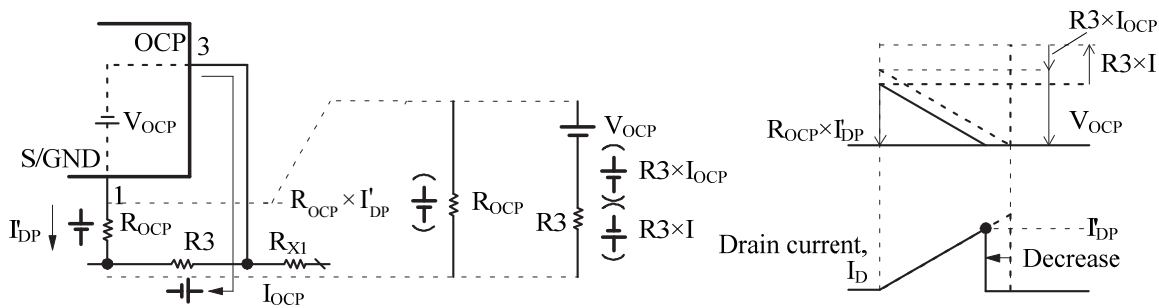 OCP
3
V_OCP
S/GND
1
I'_DP
R_OCP
R3
R_X1
I_OCP
R_OCP × I'_DP
R_OCP
V_OCP
R3×I_OCP
R3
R3×I
R3×I_OCP
R3×I
R_OCP×I'_DP
V_OCP
I"_DP
Drain current,
I_D
Decrease